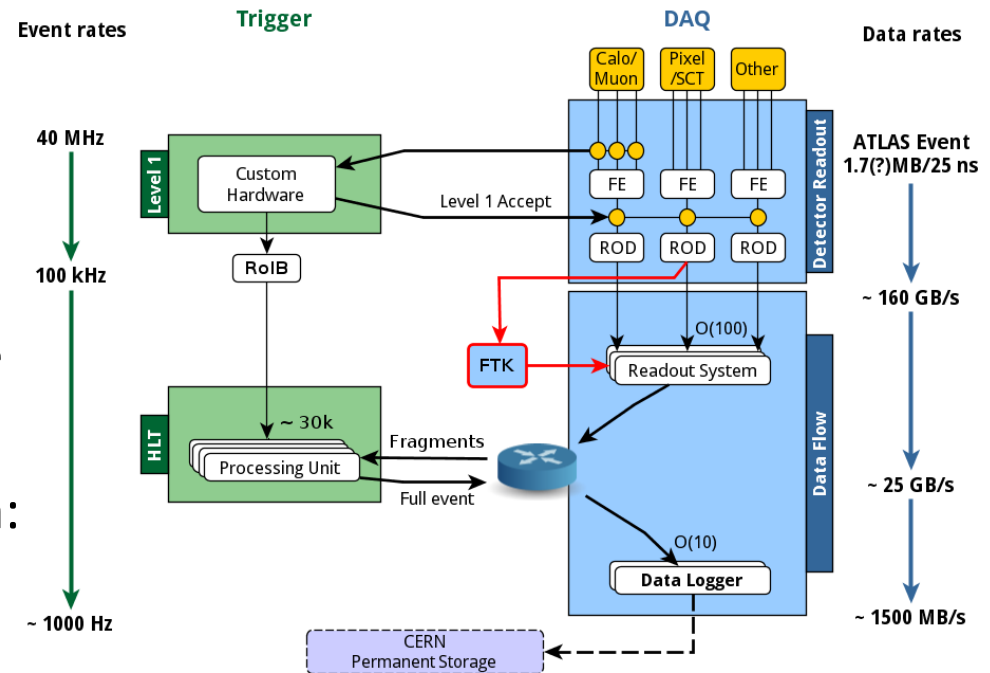 Trigger
DAQ
Event rates
Data rates
Calo/
Muon
Pixel
/SCT
Other
40 MHz
Level 1
Custom
Hardware
Level 1 Accept
FE
FE
FE
Detector Readout
ATLAS Event
1.7(?)MB/25 ns
ROD
ROD
ROD
100 kHz
RoIB
~ 160 GB/s
O(100)
FTK
Readout System
HLT
~ 30k
Processing Unit
Fragments
Full event
Data Flow
~ 25 GB/s
:
O(10)
Data Logger
~ 1000 Hz
~ 1500 MB/s
CERN
Permanent Storage